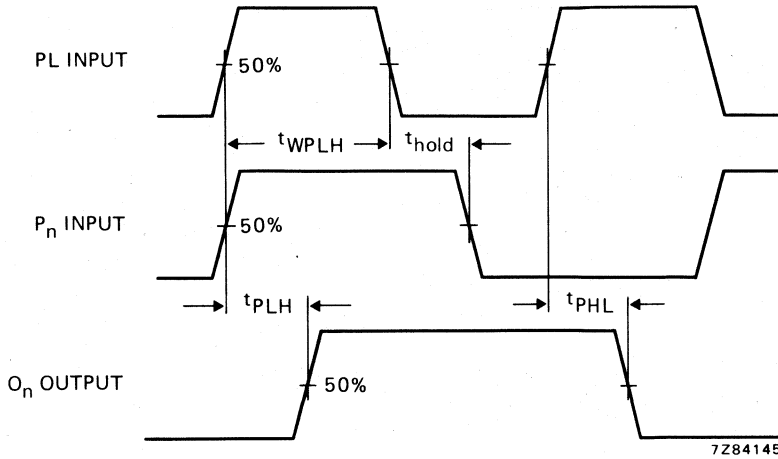 PL INPUT
50%
tWPLH
thold
Pn INPUT
50%
tPLH
tPHL
On OUTPUT
50%
7Z84145